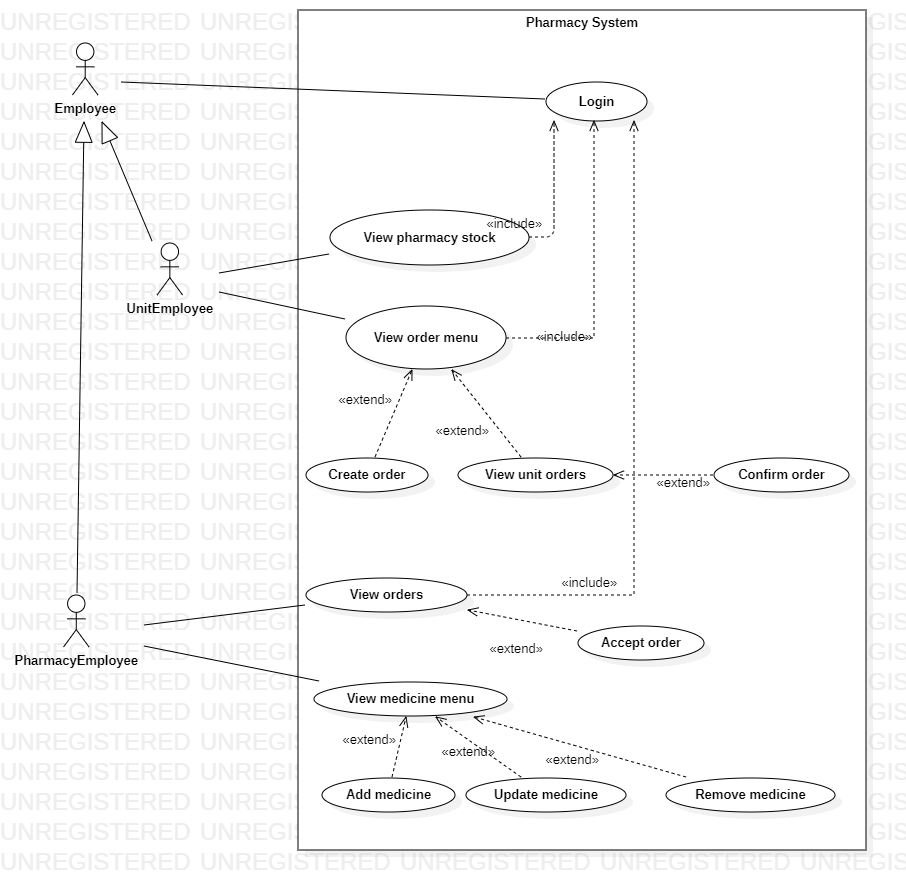 Pharmacy System
Employee
Login
«include»
View pharmacy stock
UnitEmployee
View order menu
«include»
«extend»
«extend»
Create order
View unit orders
«extend»
Confirm order
«include»
View orders
Accept order
«extend»
PharmacyEmployee
View medicine menu
«extend»
«extend»
«extend»
Add medicine
Update medicine
Remove medicine
UNREGISTERED UNREGISTERED UNREGISTERED UNREGISTERED UNREGISTERED